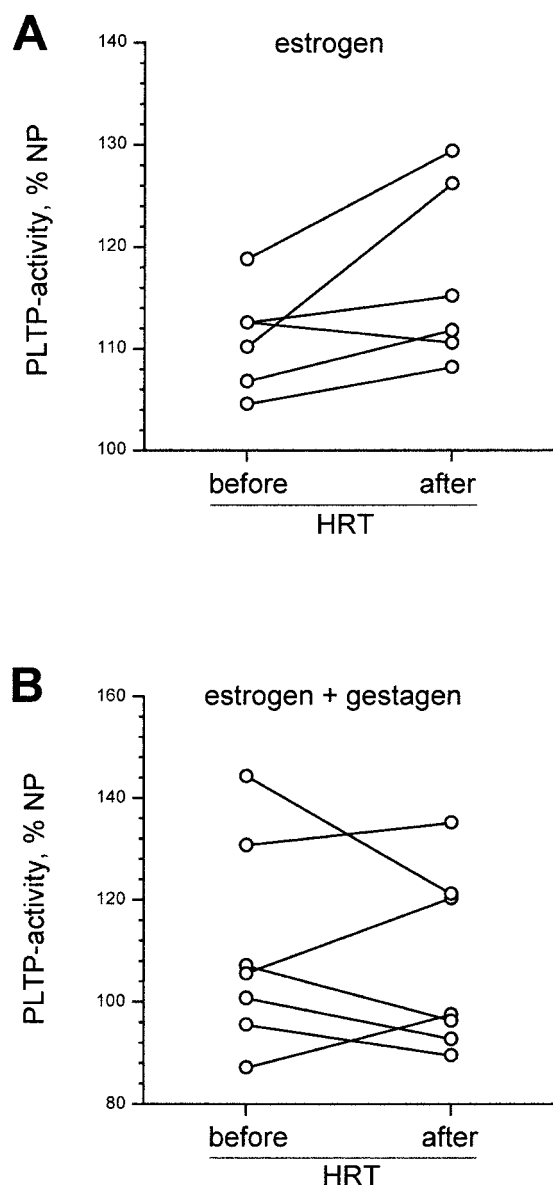 A
estrogen
PLTP-activity, % NP
140
130
120
110
100
before after
HRT
B
estrogen + gestagen
PLTP-activity, % NP
160
140
120
100
80
before after
HRT